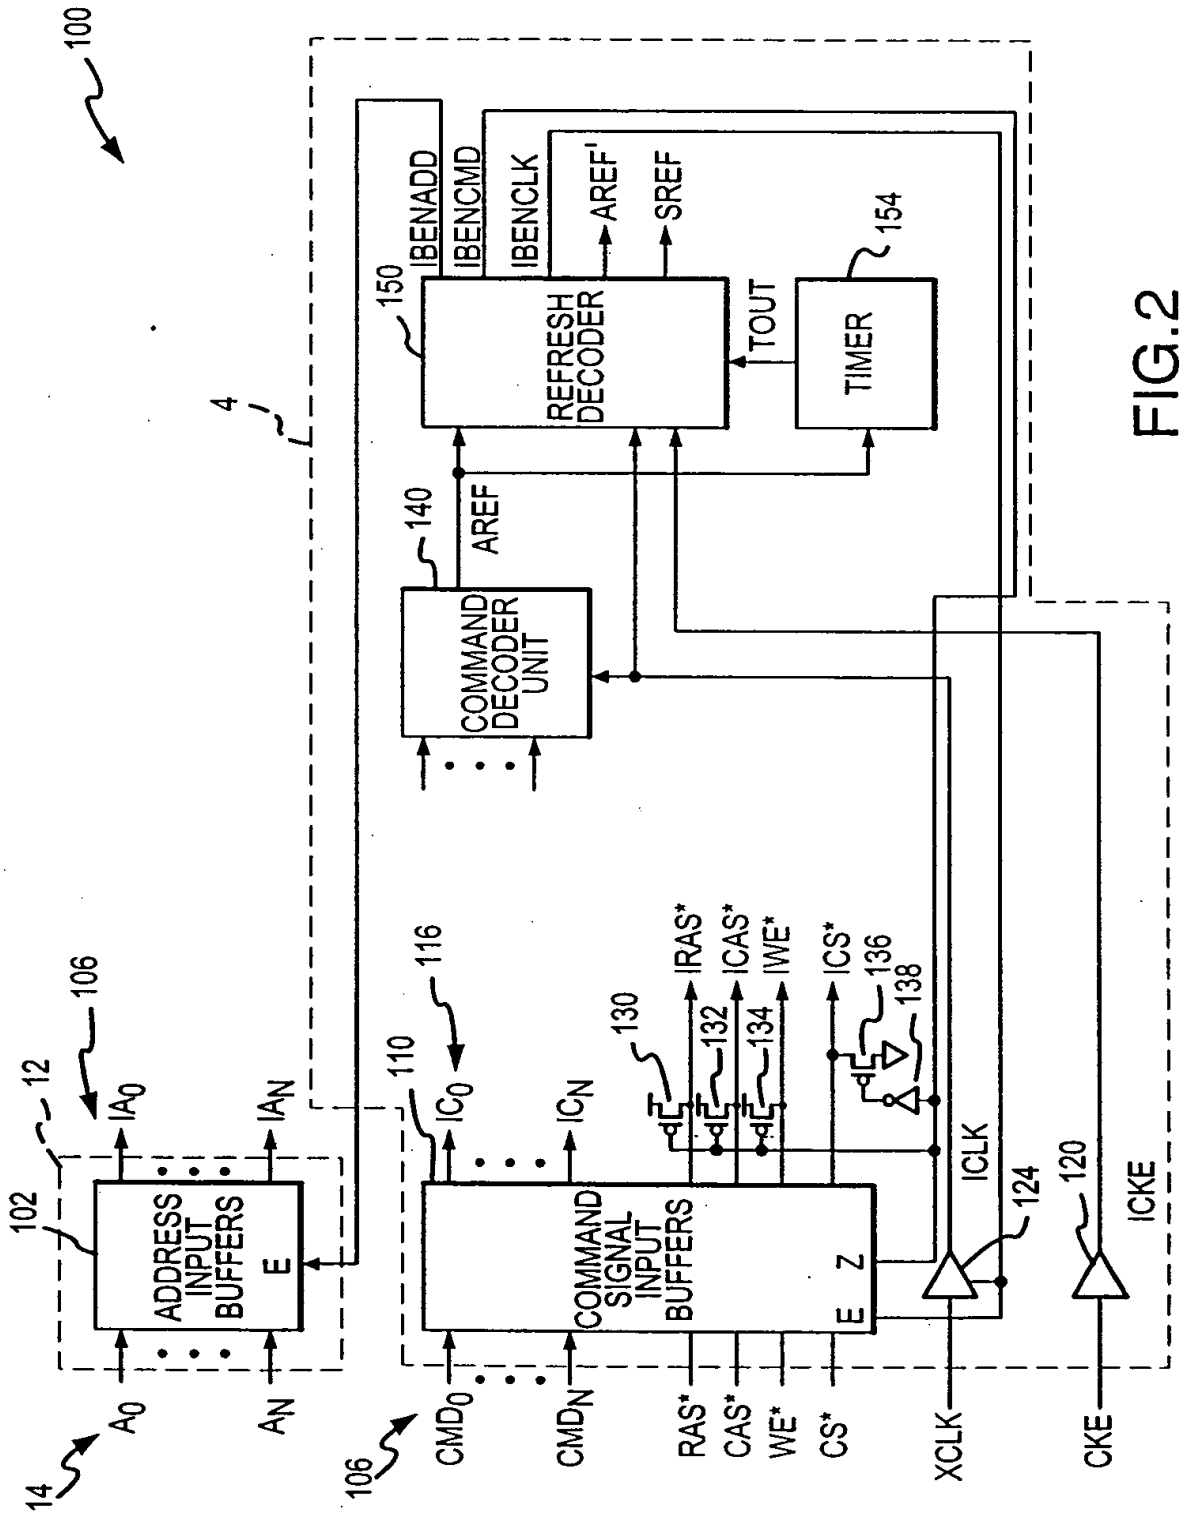 100
14
A0
AN
102
ADDRESS
INPUT
BUFFERS
E
12
106
IA0
IAN
4
106
CMD0
CMDN
RAS*
CAS*
WE*
CS*
XCLK
CKE
110
COMMAND
SIGNAL
INPUT
BUFFERS
E
Z
116
IC0
ICN
130
132
134
IRAS*
ICAS*
IWE*
ICS*
136
138
ICLK
124
120
ICKE
140
COMMAND
DECODER
UNIT
AREF
150
REFRESH
DECODER
IBENADD
IBENCMD
IBENCLK
AREF'
SREF
TOUT
TIMER
154
FIG.2